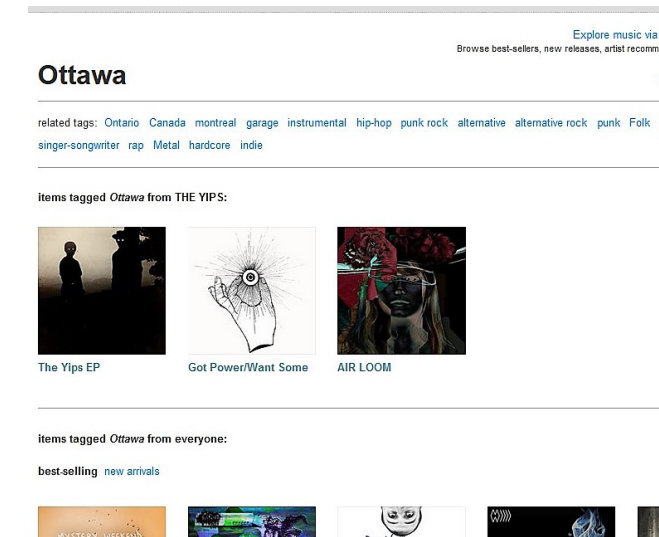 Explore music via
Browse best-sellers, new releases, artist recomm
Ottawa
related tags: Ontario Canada montreal garage instrumental hip-hop punk rock alternative alternative rock punk Folk
singer-songwriter rap Metal hardcore indie
items tagged Ottawa from THE YIPS:
The Yips EP Got Power/Want Some AIR LOOM
items tagged Ottawa from everyone:
best-selling new arrivals
MYSTERY WEEKEND